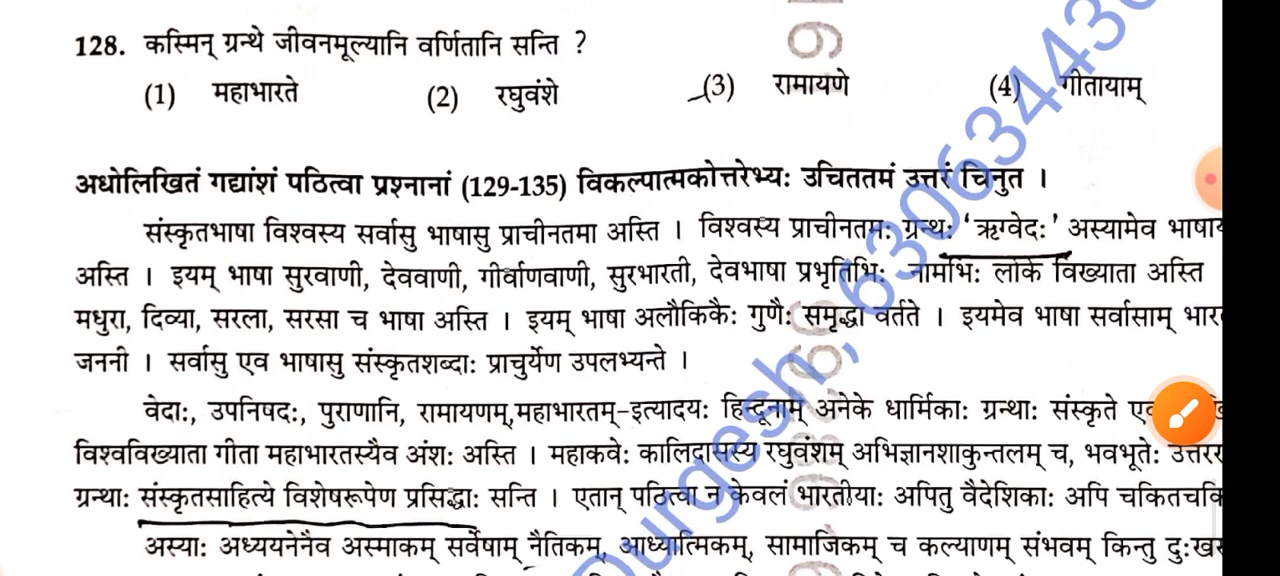 128. कस्मिन् ग्रन्थे जीवनमूल्यानि वर्णितानि सन्ति ?
(1) महाभारते (2) रघुवंशे (3) रामायणे (4) गीतायाम्
अधोलिखितं गद्यांशं पठित्वा प्रश्नानां (129-135) विकल्पात्मकोत्तरेभ्यः उचिततमं उत्तरं चिनुत ।
संस्कृतभाषा विश्वस्य सर्वासु भाषासु प्राचीनतमा अस्ति । विश्वस्य प्राचीनतमः ग्रन्थः ‘ऋग्वेदः’ अस्यामेव
अस्ति । इयम् भाषा सुरवाणी, देववाणी, गीर्वाणवाणी, सुरभारती, देवभाषा प्रभृतिभिः नामभिः लोके विख्याता अस्ति
मधुरा, दिव्या, सरला, सरसा च भाषा अस्ति । इयम् भाषा अलौकिकैः गुणैः समृद्धा वर्तते । इयमेव भाषा सर्वासाम्
जननी । सर्वासु एव भाषासु संस्कृतशब्दाः प्राचुर्येण उपलभ्यन्ते ।
वेदाः, उपनिषदः, पुराणानि, रामायणम्,महाभारतम्-इत्यादयः हिन्दूनाम् अनेके धार्मिकाः ग्रन्थाः संस्कृते
विश्वविख्याता गीता महाभारतस्यैव अंशः अस्ति । महाकवेः कालिदासस्य रघुवंशम् अभिज्ञानशाकुन्तलम् च, भवभूतेः
ग्रन्थाः संस्कृतसाहित्ये विशेषरूपेण प्रसिद्धाः सन्ति । एतान् पठित्वा न केवलं भारतीयाः अपितु वैदेशिकाः अपि
अस्याः अध्ययनेनैव अस्माकम् सर्वेषाम् नैतिकम्, आध्यात्मिकम्, सामाजिकम् च कल्याणम् संभवम् किन्तु
Durgesh, 630634443